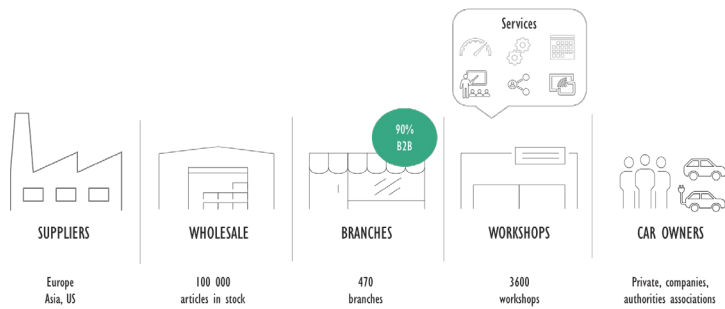 Services
90%
B2B
SUPPLIERS
WHOLESALE
BRANCHES
WORKSHOPS
CAR OWNERS
Europe
Asia, US
100 000
articles in stock
470
branches
3600
workshops
Private, companies,
authorities associations